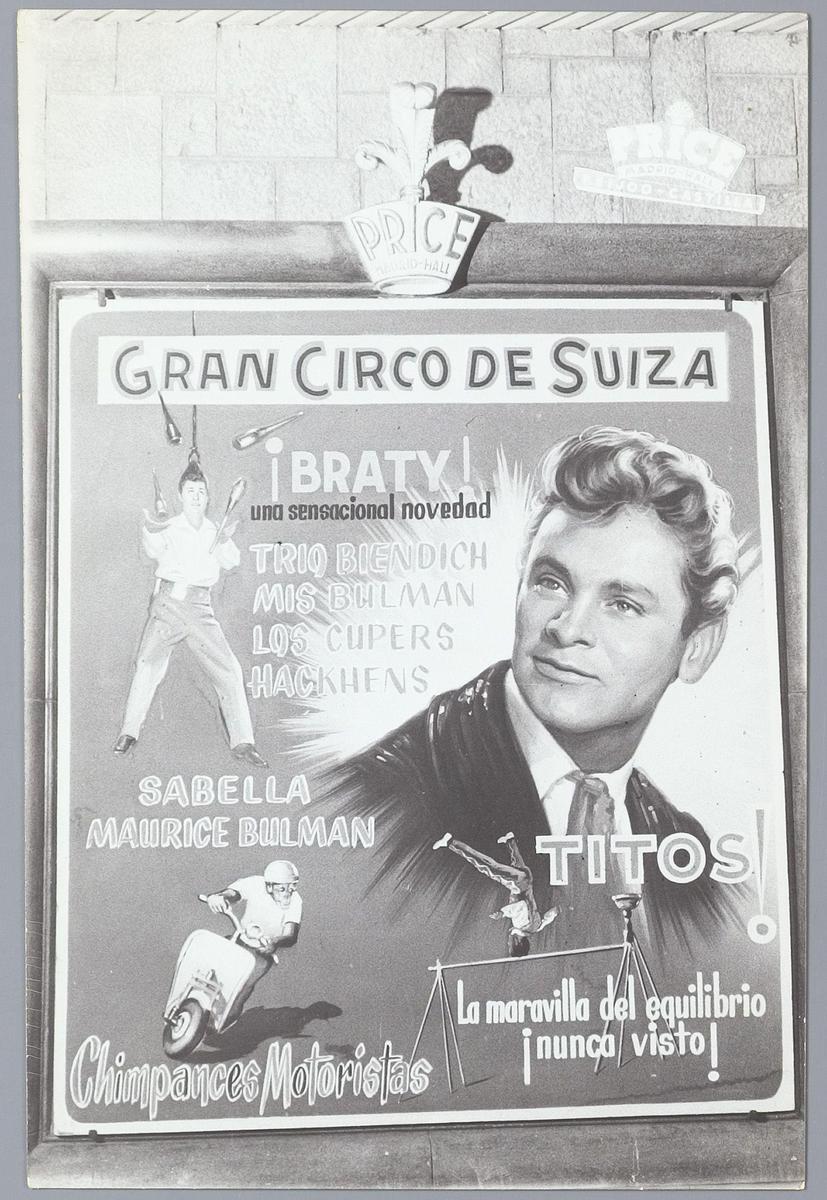 PRICE
MADRID-HALL
PRICE
MADRID-HALL
GRAN CIRCO DE SUIZA
¡BRATY!
una sensacional novedad
TRIO BIENDICH
MIS BULMAN
LOS CUPERS
HACKHENS
SABELLA
MAURICE BULMAN
TITOS!
La maravilla del equilibrio
¡nunca visto!
Chimpances Motoristas